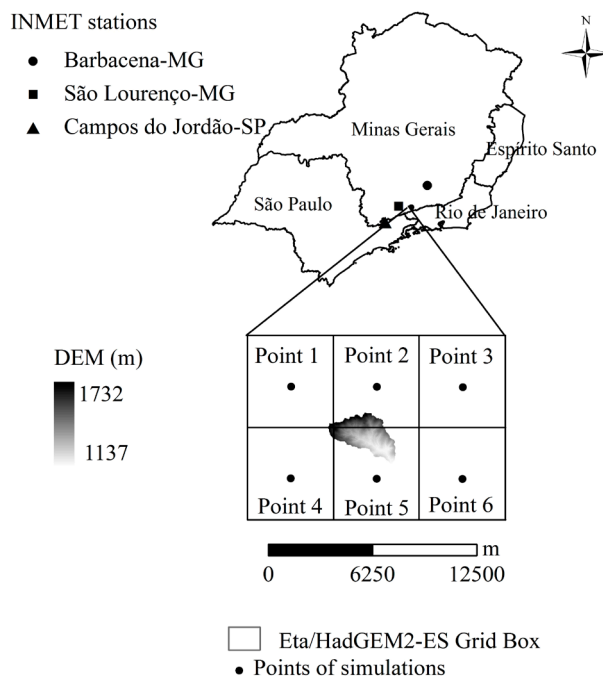 INMET stations
Barbacena-MG
São Lourenço-MG
Campos do Jordão-SP
N
Minas Gerais
Espírito Santo
São Paulo
Rio de Janeiro
DEM (m)
1732
1137
Point 1 Point 2 Point 3
Point 4 Point 5 Point 6
m
0 6250 12500
Eta/HadGEM2-ES Grid Box
Points of simulations